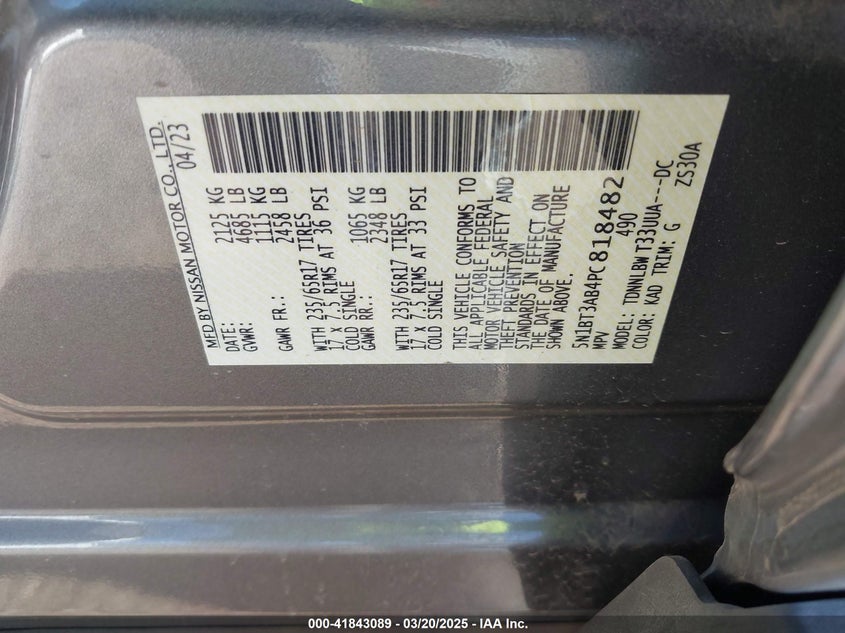 MFD BY NISSAN MOTOR CO., LTD.
DATE: 04/23
GVWR: 2125 KG
4685 LB
GAWR FR.: 1115 KG
2458 LB
WITH 235/65R17 TIRES
17 X 7.5 RIMS AT 36 PSI
COLD SINGLE
GAWR RR.: 1065 KG
2348 LB
WITH 235/65R17 TIRES
17 X 7.5 RIMS AT 33 PSI
COLD SINGLE
THIS VEHICLE CONFORMS TO
ALL APPLICABLE FEDERAL
MOTOR VEHICLE SAFETY AND
THEFT PREVENTION
STANDARDS IN EFFECT ON
THE DATE OF MANUFACTURE
SHOWN ABOVE.
5N1BT3AB4PC818482
MPV 490
MODEL: TDNNLBW T33UUA---DC
COLOR: KAD TRIM: G ZS30A
000-41843089 - 03/20/2025 - IAA Inc.